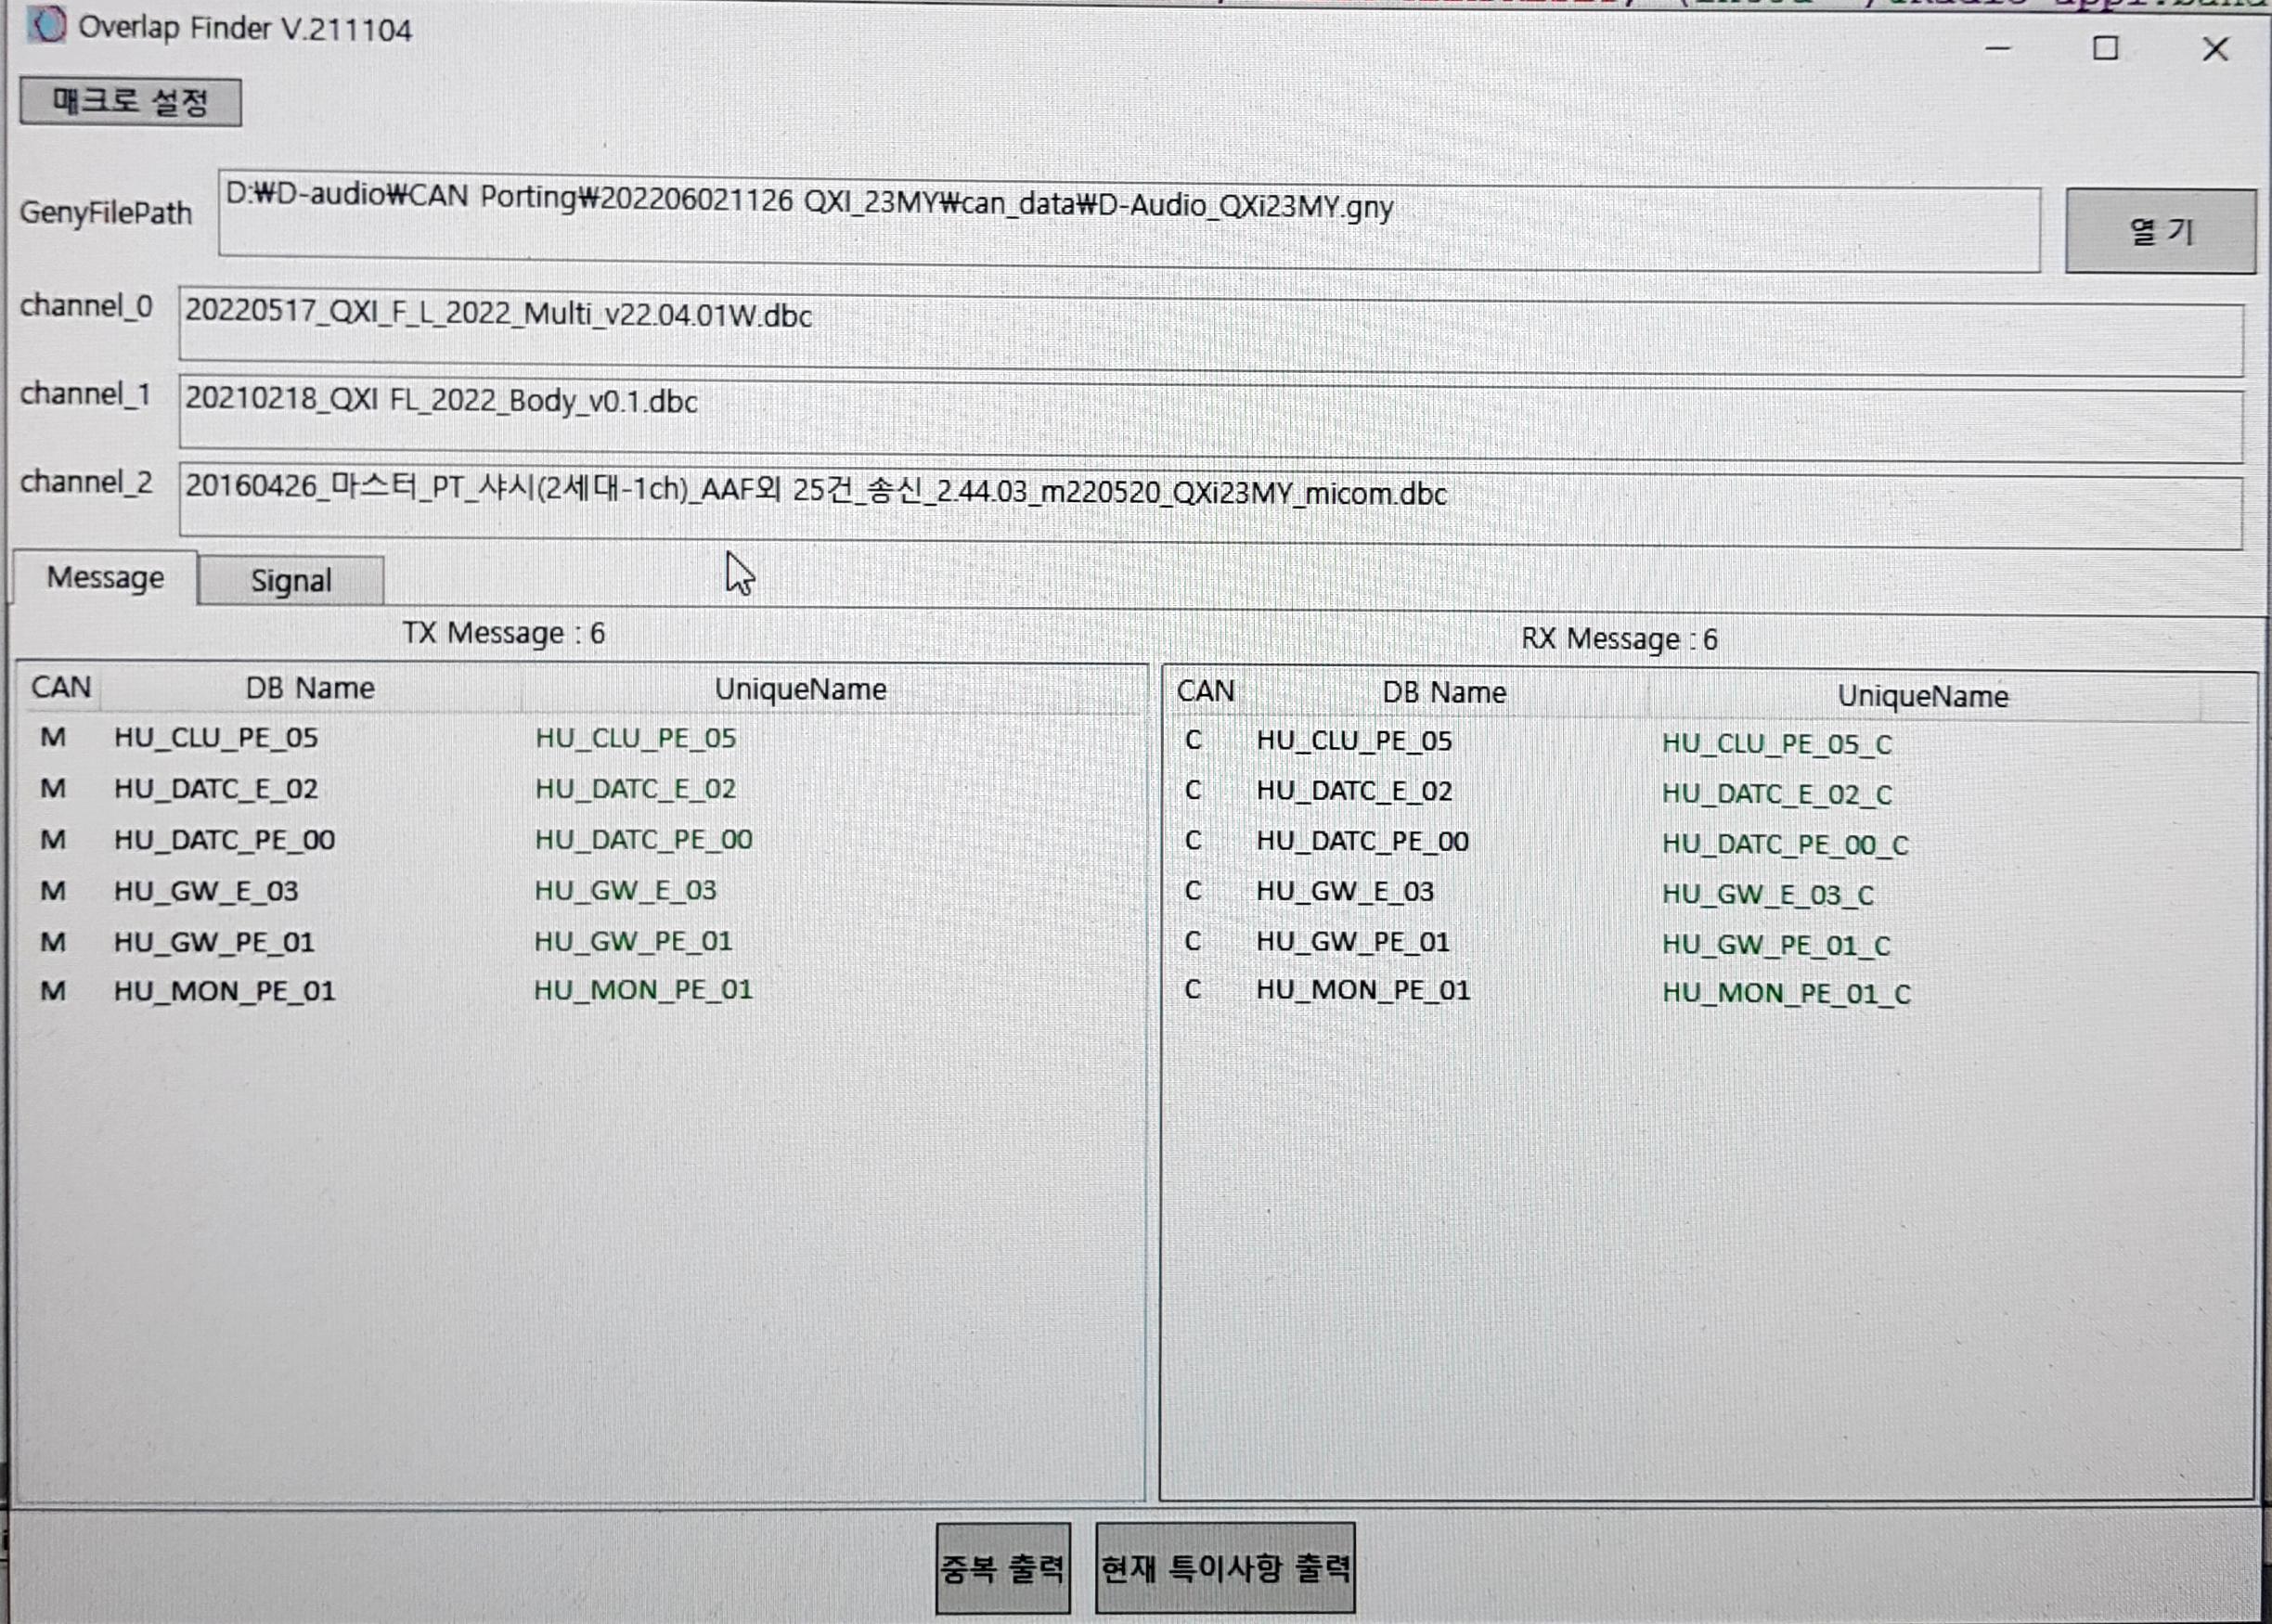 Overlap Finder V.211104
매크로 설정
GenyFilePath D:₩D-audio₩CAN Porting₩202206021126 QXI_23MY₩can_data₩D-Audio_QXi23MY.gny 열 기
channel_0 20220517_QXI_F_L_2022_Multi_v22.04.01W.dbc
channel_1 20210218_QXI FL_2022_Body_v0.1.dbc
channel_2 20160426_마스터_PT_샤시(2세대-1ch)_AAF외 25건_송신_2.44.03_m220520_QXi23MY_micom.dbc
Message Signal
TX Message : 6 RX Message : 6
CAN DB Name UniqueName CAN DB Name UniqueName
M HU_CLU_PE_05 HU_CLU_PE_05 C HU_CLU_PE_05 HU_CLU_PE_05_C
M HU_DATC_E_02 HU_DATC_E_02 C HU_DATC_E_02 HU_DATC_E_02_C
M HU_DATC_PE_00 HU_DATC_PE_00 C HU_DATC_PE_00 HU_DATC_PE_00_C
M HU_GW_E_03 HU_GW_E_03 C HU_GW_E_03 HU_GW_E_03_C
M HU_GW_PE_01 HU_GW_PE_01 C HU_GW_PE_01 HU_GW_PE_01_C
M HU_MON_PE_01 HU_MON_PE_01 C HU_MON_PE_01 HU_MON_PE_01_C
중복 출력 현재 특이사항 출력